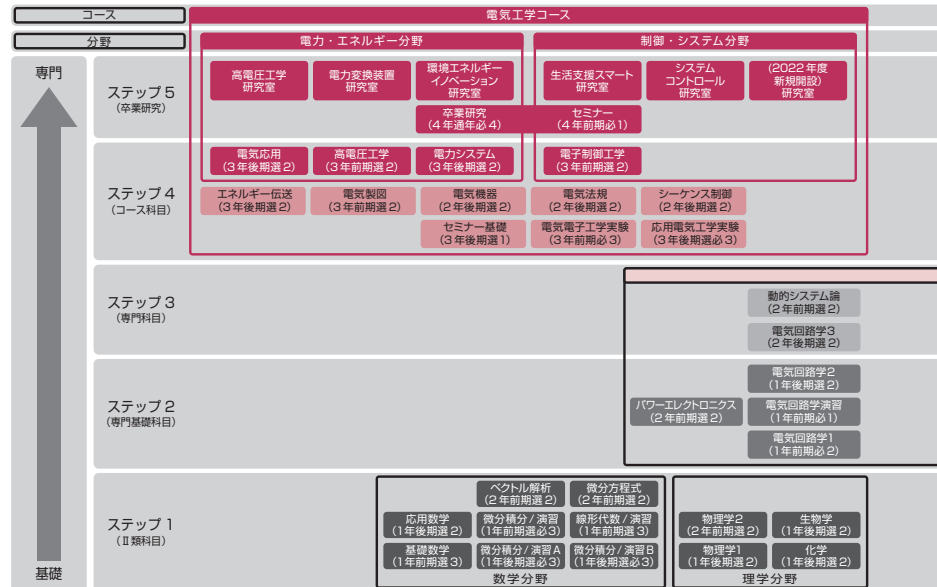 コース
電気工学コース
分野
電力・エネルギー分野
制御・システム分野
専門
ステップ5
(卒業研究)
高電圧工学
研究室
電力変換装置
研究室
環境エネルギー
イノベーション
研究室
生活支援スマート
研究室
システム
コントロール
研究室
(2022年度
新規開設)
研究室
卒業研究
(4年通年必4)
セミナー
(4年前期必1)
ステップ4
(コース科目)
電気応用
(3年後期選2)
高電圧工学
(3年前期選2)
電力システム
(3年後期選2)
電子制御工学
(3年前期選2)
エネルギー伝送
(3年後期選2)
電気製図
(3年前期選2)
電気機器
(2年後期選2)
電気法規
(2年後期選2)
シーケンス制御
(2年後期選2)
セミナー基礎
(3年後期選1)
電気電子工学実験
(3年前期必3)
応用電気工学実験
(3年後期選必3)
ステップ3
(専門科目)
動的システム論
(2年前期選2)
電気回路学3
(2年後期選2)
ステップ2
(専門基礎科目)
電気回路学2
(1年後期選2)
パワーエレクトロニクス
(2年前期選2)
電気回路学演習
(1年前期必1)
電気回路学1
(1年前期必2)
ステップ1
(Ⅱ類科目)
ベクトル解析
(2年前期選2)
微分方程式
(2年前期選2)
応用数学
(1年後期選2)
微分積分/演習
(1年前期選必3)
線形代数/演習
(1年前期選3)
物理学2
(2年前期選2)
生物学
(1年後期選2)
基礎数学
(1年前期選3)
微分積分/演習A
(1年前期選必3)
微分積分/演習B
(1年後期選必3)
物理学1
(1年後期選2)
化学
(1年後期選2)
数学分野
理学分野
基礎